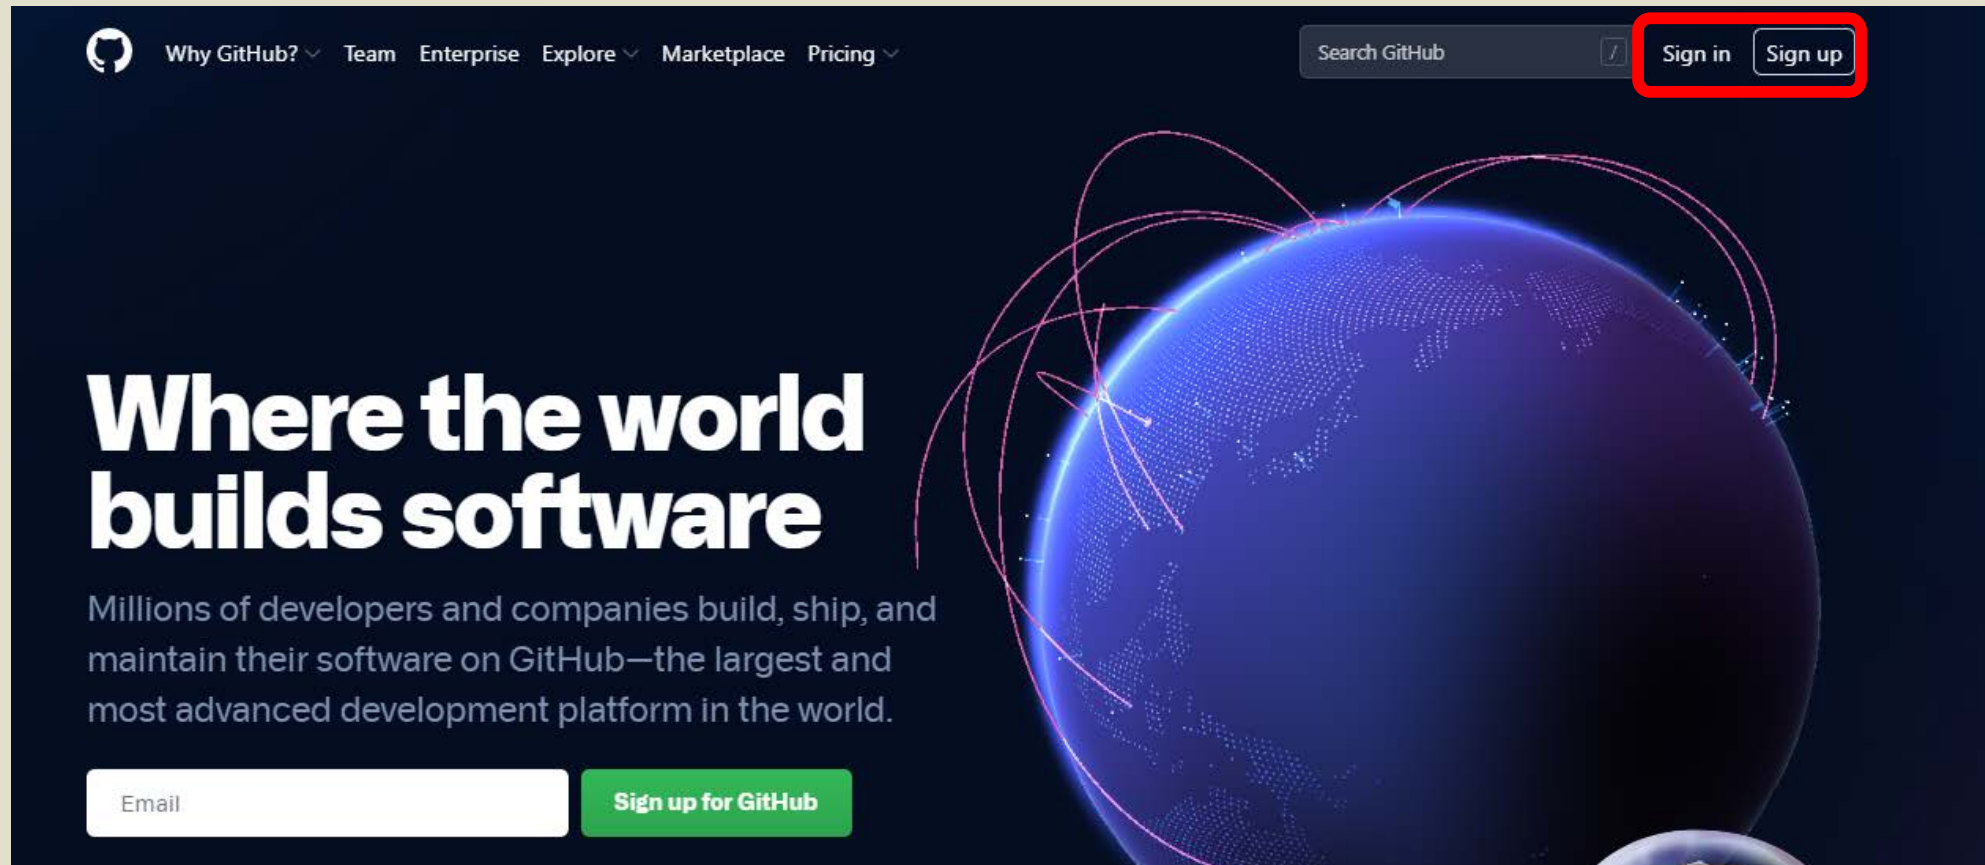 Why GitHub? Team Enterprise Explore Marketplace Pricing Search GitHub / Sign in Sign up
Where the world
builds software
Millions of developers and companies build, ship, and
maintain their software on GitHub—the largest and
most advanced development platform in the world.
Email Sign up for GitHub